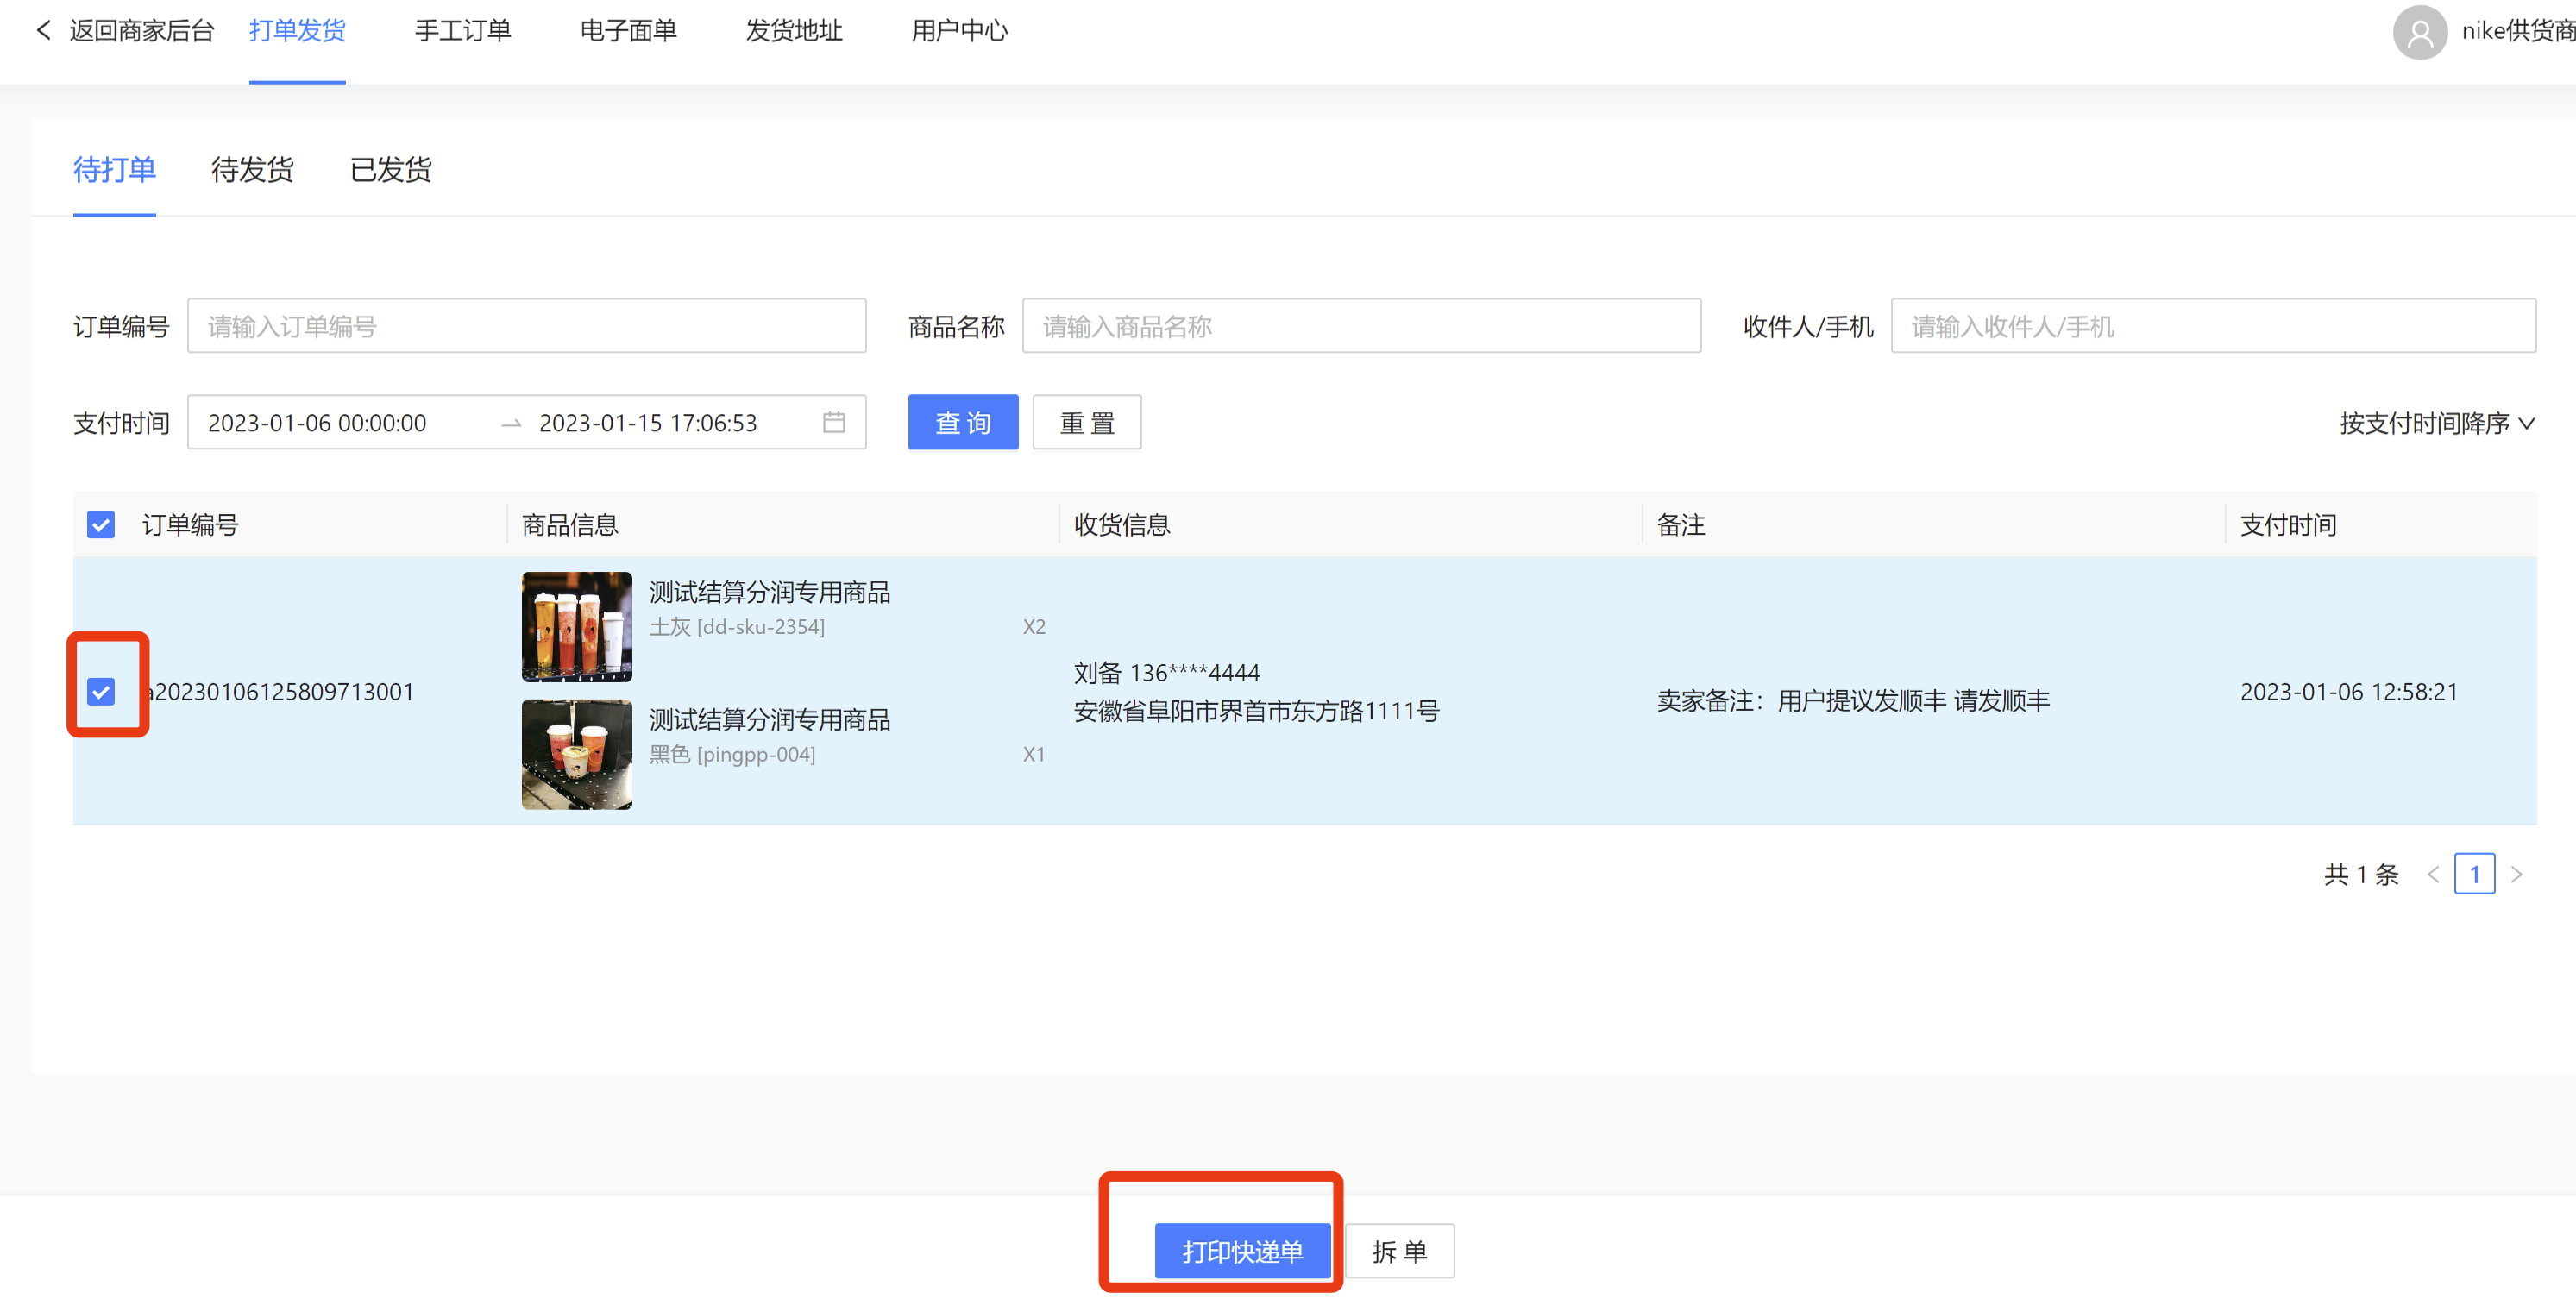 返回商家后台 打单发货 手工订单 电子面单 发货地址 用户中心 nike供货商
待打单 待发货 已发货
订单编号 请输入订单编号 商品名称 请输入商品名称 收件人/手机 请输入收件人/手机
支付时间 2023-01-06 00:00:00 → 2023-01-15 17:06:53 查 询 重 置 按支付时间降序
订单编号 商品信息 收货信息 备注 支付时间
测试结算分润专用商品
土灰 [dd-sku-2354] X2
刘备 136****4444
a20230106125809713001 卖家备注：用户提议发顺丰 请发顺丰 2023-01-06 12:58:21
安徽省阜阳市界首市东方路1111号
测试结算分润专用商品
黑色 [pingpp-004] X1
共 1 条 < 1 >
打印快递单 拆 单